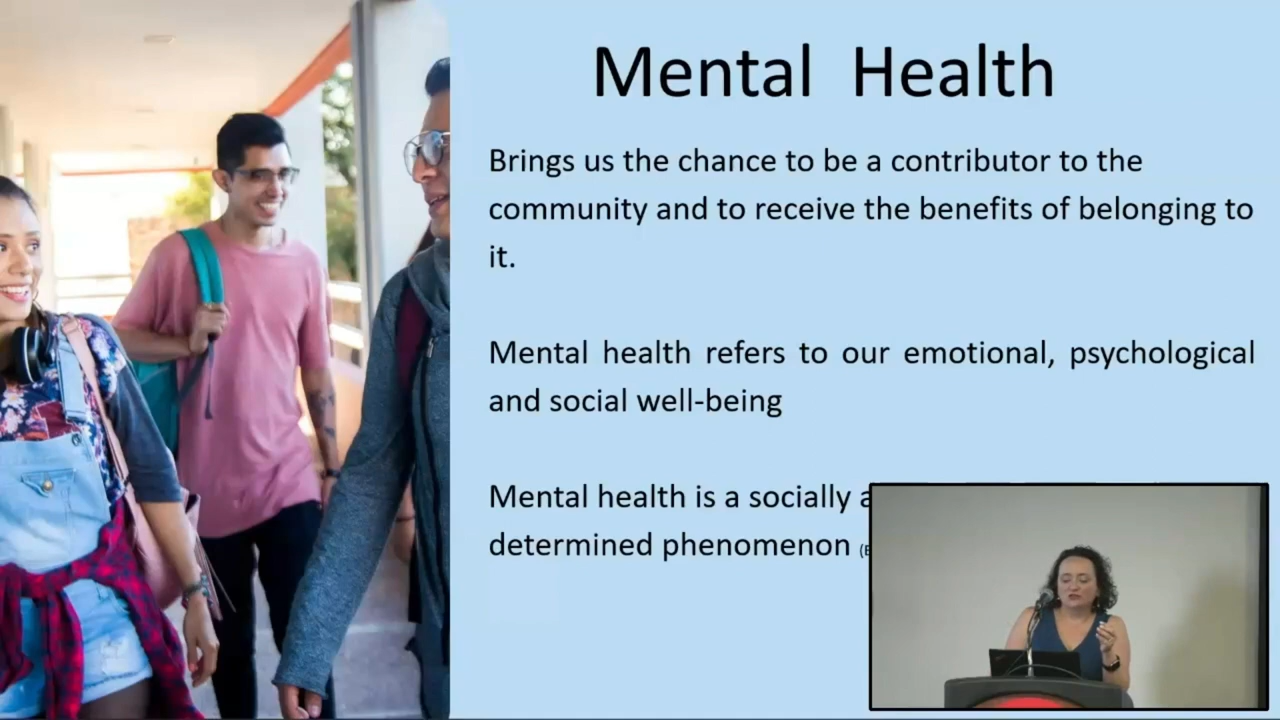 Mental Health
Brings us the chance to be a contributor to the
community and to receive the benefits of belonging to
it.
Mental health refers to our emotional, psychological
and social well-being
Mental health is a socially
determined phenomenon